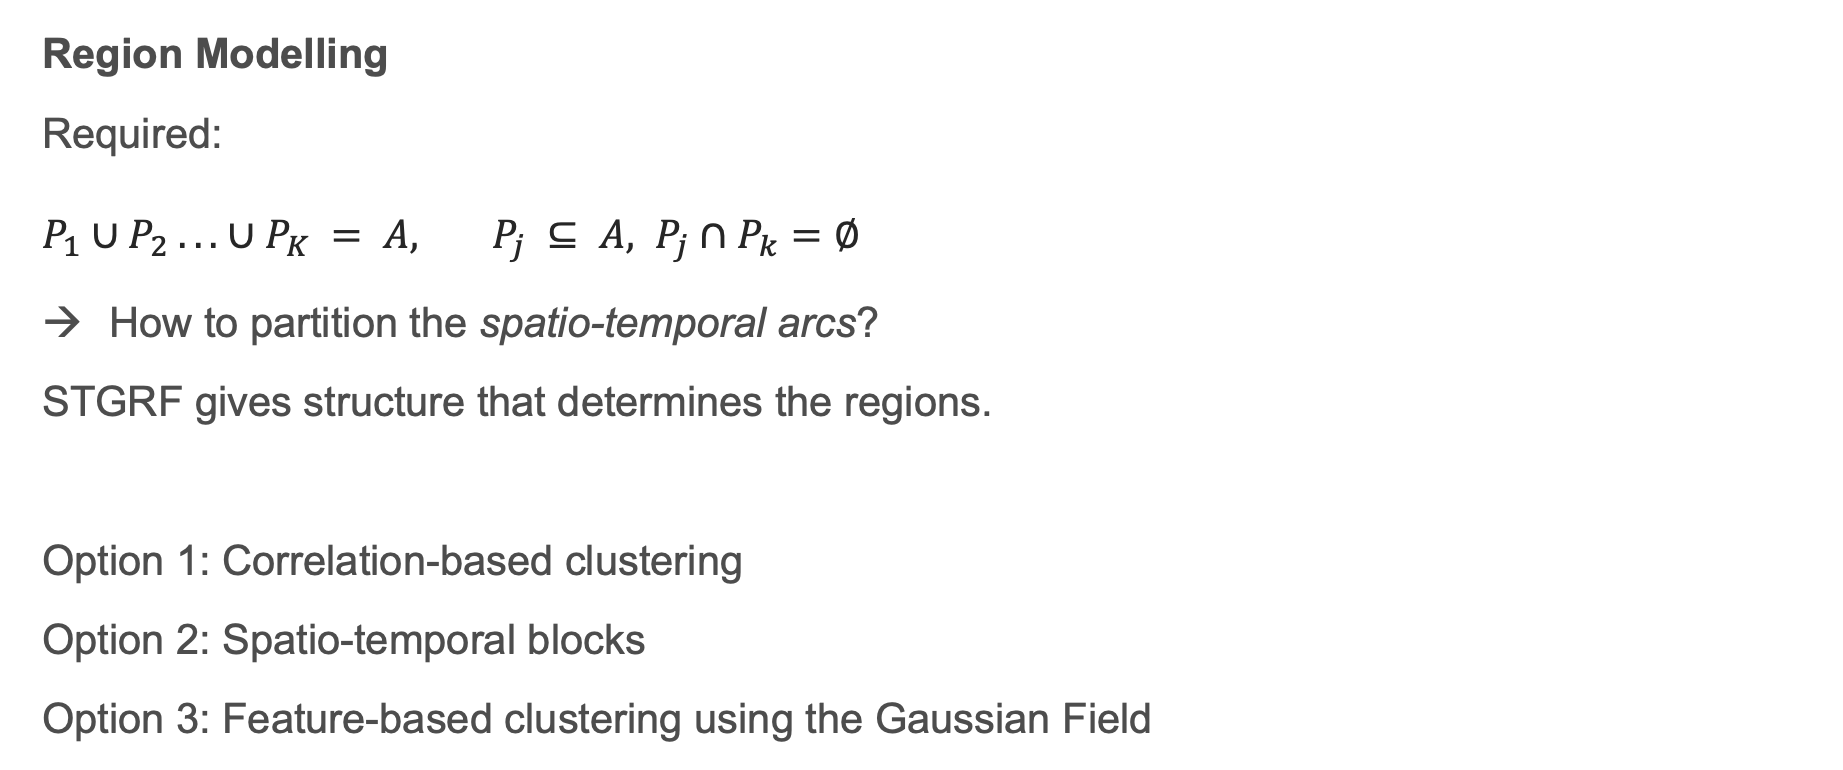 Region Modelling
Required:
P₁ ∪ P₂ … ∪ P_K = A, P_j ⊆ A, P_j ∩ P_k = ∅
→ How to partition the spatio-temporal arcs?
STGRF gives structure that determines the regions.
Option 1: Correlation-based clustering
Option 2: Spatio-temporal blocks
Option 3: Feature-based clustering using the Gaussian Field